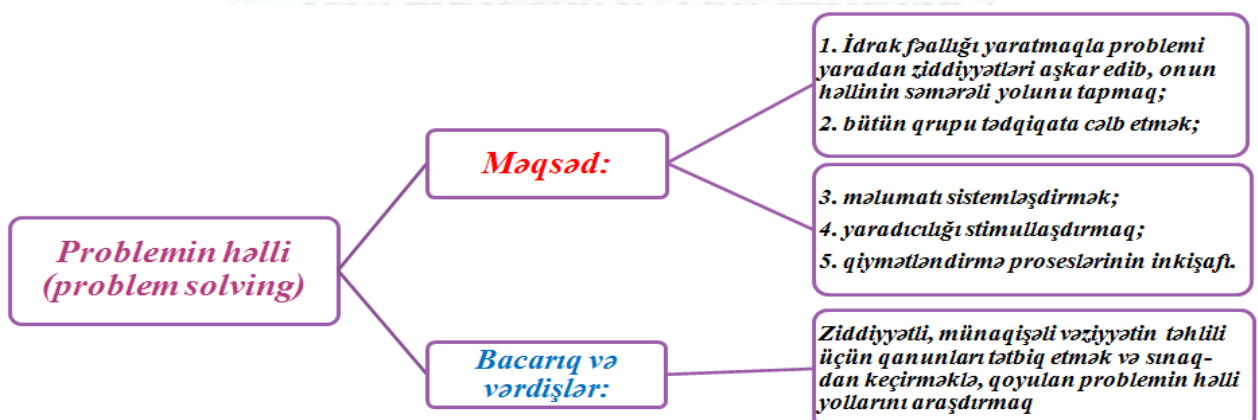 Problemin həlli
(problem solving)
Məqsəd:
1. İdrak fəallığı yaratmaqla problemi
yaradan ziddiyyətləri aşkar edib, onun
həllinin səmərəli yolunu tapmaq;
2. bütün qrupu tədqiqata cəlb etmək;
3. məlumatı sistemləşdirmək;
4. yaradıcılığı stimullaşdırmaq;
5. qiymətləndirmə proseslərinin inkişafı.
Bacarıq və
vərdişlər:
Ziddiyyətli, münaqişəli vəziyyətin təhlili
üçün qanunları tətbiq etmək və sınaq-
dan keçirməklə, qoyulan problemin həlli
yollarını araşdırmaq